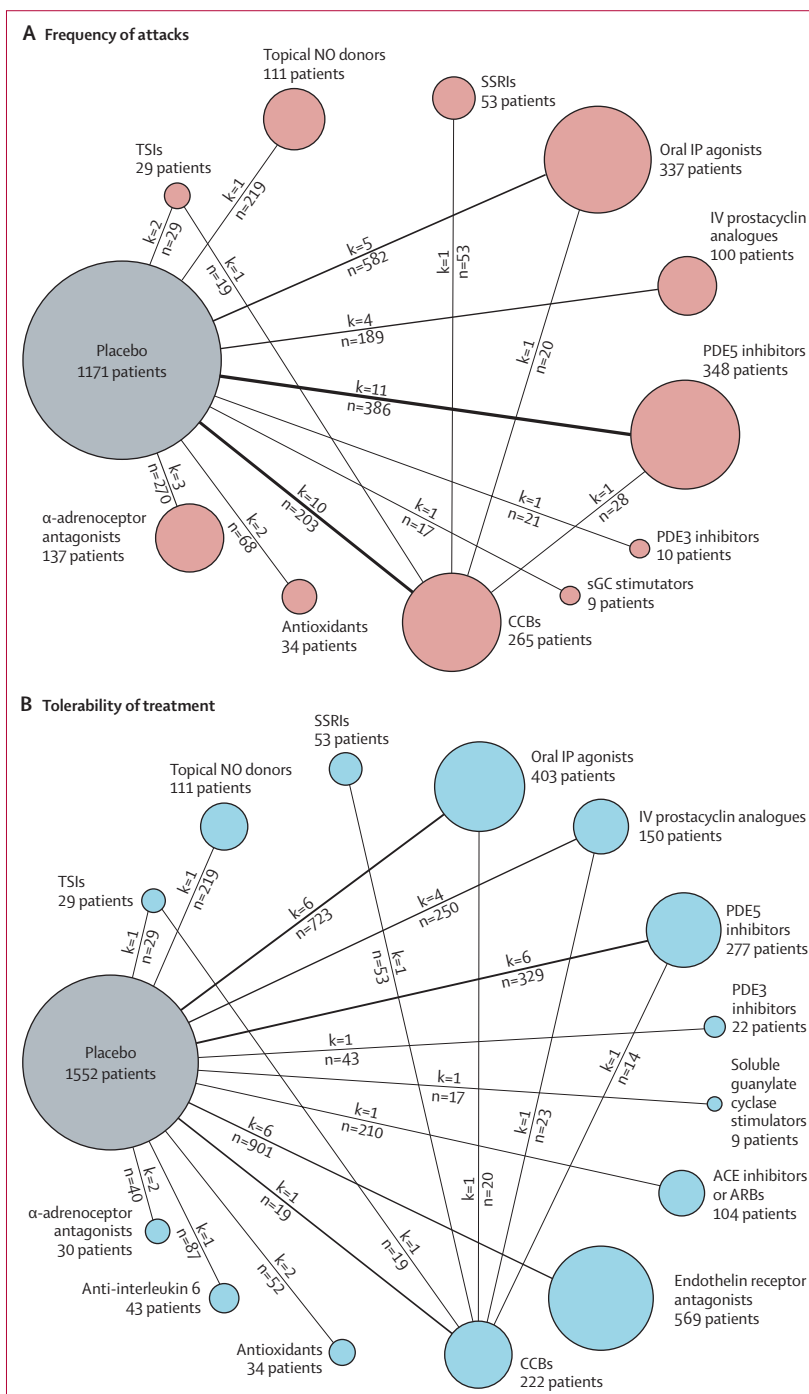 A Frequency of attacks
Topical NO donors
111 patients
SSRIs
53 patients
TSIs
29 patients
Oral IP agonists
337 patients
k=1
n=219
k=2
n=29
k=1
n=19
k=5
n=582
k=1
n=53
IV prostacyclin
analogues
100 patients
k=4
n=189
k=1
n=20
Placebo
1171 patients
PDE5 inhibitors
348 patients
k=11
n=386
k=3
n=270
k=10
n=203
k=1
n=28
k=2
n=68
k=1
n=17
k=1
n=21
α-adrenoceptor
antagonists
137 patients
PDE3 inhibitors
10 patients
sGC stimutators
9 patients
Antioxidants
34 patients
CCBs
265 patients
B Tolerability of treatment
SSRIs
53 patients
Topical NO donors
111 patients
Oral IP agonists
403 patients
IV prostacyclin analogues
150 patients
TSIs
29 patients
k=1
n=219
k=1
n=29
k=6
n=723
k=4
n=250
k=1
n=53
PDE5
inhibitors
277 patients
k=6
n=329
PDE3
inhibitors
22 patients
Placebo
1552 patients
k=1
n=43
k=1
n=14
k=1
n=17
Soluble
guanylate
cyclase
stimulators
9 patients
k=1
n=210
k=1
n=23
k=6
n=901
k=2
n=40
k=1
n=19
k=1
n=20
ACE inhibitors
or ARBs
104 patients
α-adrenoceptor
antagonists
30 patients
k=1
n=87
k=2
n=52
k=1
n=19
Anti-interleukin 6
43 patients
Endothelin receptor
antagonists
569 patients
Antioxidants
34 patients
CCBs
222 patients